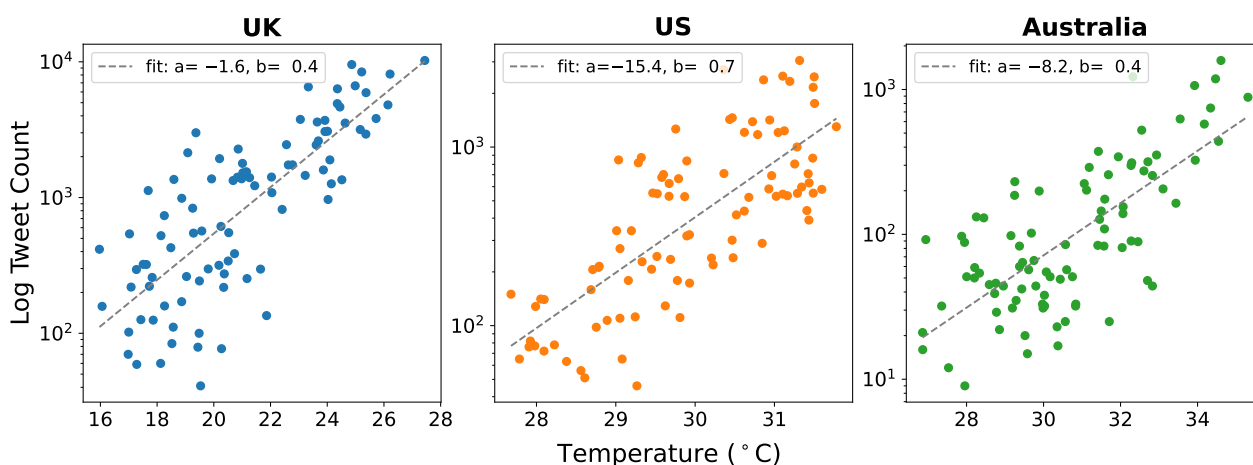 UK
US
Australia
Log Tweet Count
10^4
10^3
10^2
fit: a= −1.6, b= 0.4
16 18 20 22 24 26 28
10^3
10^2
fit: a=−15.4, b= 0.7
28 29 30 31
10^3
10^2
10^1
fit: a= −8.2, b= 0.4
28 30 32 34
Temperature (°C)